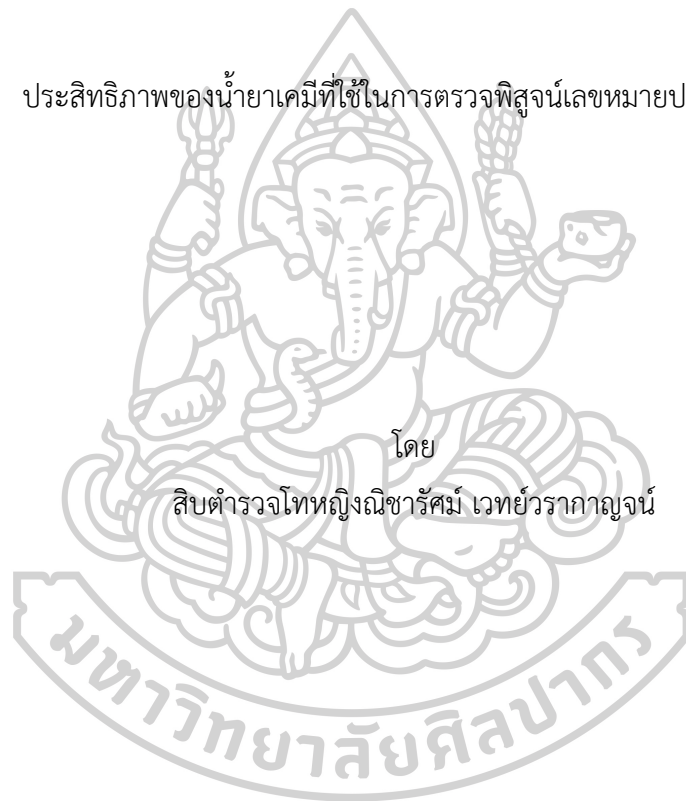 ประสิทธิภาพของน้ำยาเคมีที่ใช้ในการตรวจพิสูจน์เลขหมายป
โดย
สิบตำรวจโทหญิงณิชารัศม์ เวทย์วรากาญจน์
มหาวิทยาลัยศิลปากร